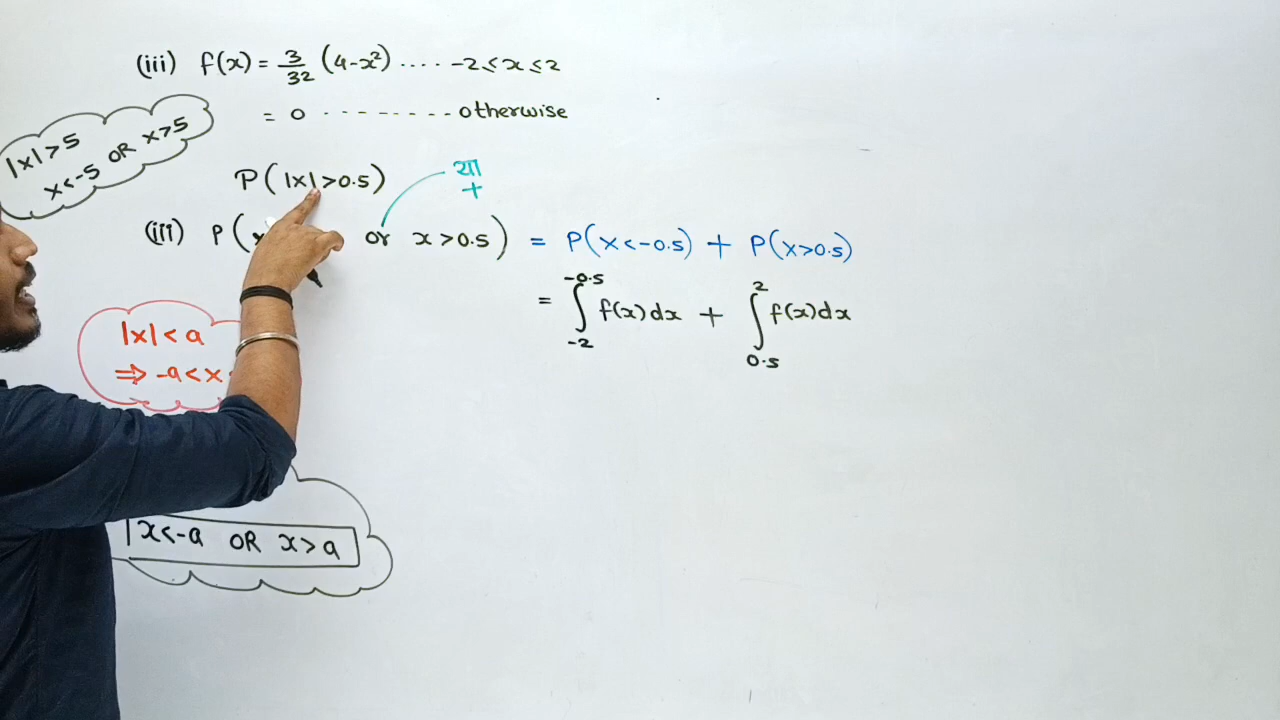 (iii) f(x) = 3/32 (4-x²) .... -2≤x≤2
= 0 - - - - - - - - otherwise
|x|>5
x<-5 OR x>5
P(|X|>0.5)
या
+
(iii) P(x or x>0.5) = P(X<-0.5) + P(X>0.5)
= ∫_{-2}^{-0.5} f(x)dx + ∫_{0.5}^{2} f(x)dx
|x|<a
⇒ -a<x<
x<-a OR x>a